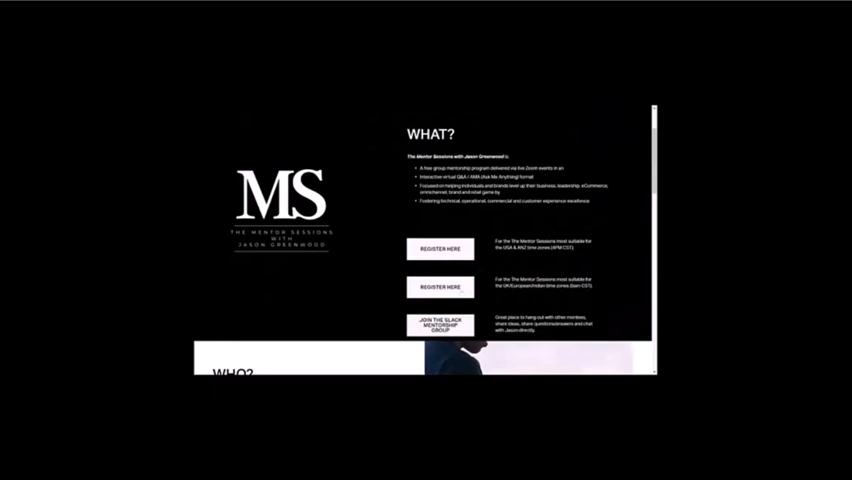 MS
THE MENTOR SESSIONS
WITH
JASON GREENWOOD
WHAT?
The Mentor Sessions with Jason Greenwood is:
A free group mentorship program delivered via live Zoom events in an
Interactive virtual Q&A / AMA (Ask Me Anything) format
Focused on helping individuals and brands level up their business, leadership, eCommerce,
omnichannel, brand and retail game by
Fostering technical, operational, commercial and customer experience excellence
REGISTER HERE
For the The Mentor Sessions most suitable for
the USA & ANZ time zones (4PM CST).
REGISTER HERE
For the The Mentor Sessions most suitable for
the UK/European/Indian time zones (8am CST).
JOIN THE SLACK
MENTORSHIP
GROUP
Great place to hang out with other mentees,
share ideas, share questions/answers and chat
with Jason directly.
WHO?